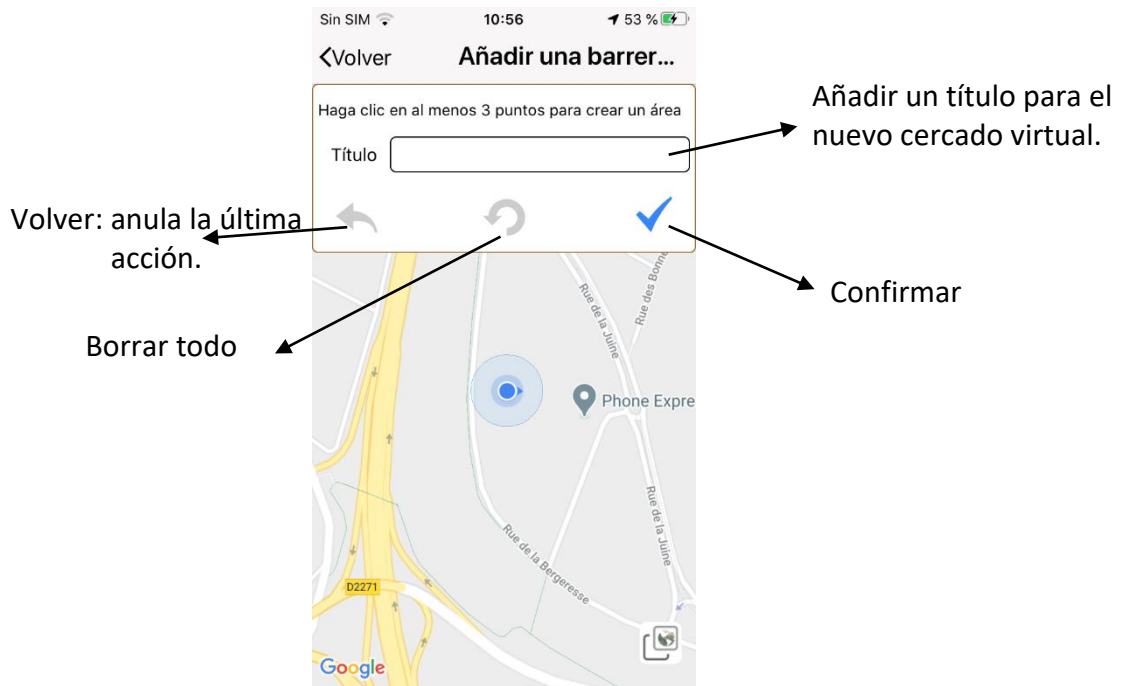 Sin SIM 10:56 53 %
Volver Añadir una barrer...
Haga clic en al menos 3 puntos para crear un área
Título
Añadir un título para el
nuevo cercado virtual.
Volver: anula la última
acción.
Borrar todo
Confirmar
Rue des Bonne
Rue de la Juine
Phone Expre
Rue de la Juine
Rue de la Bergeresse
D2271
Google